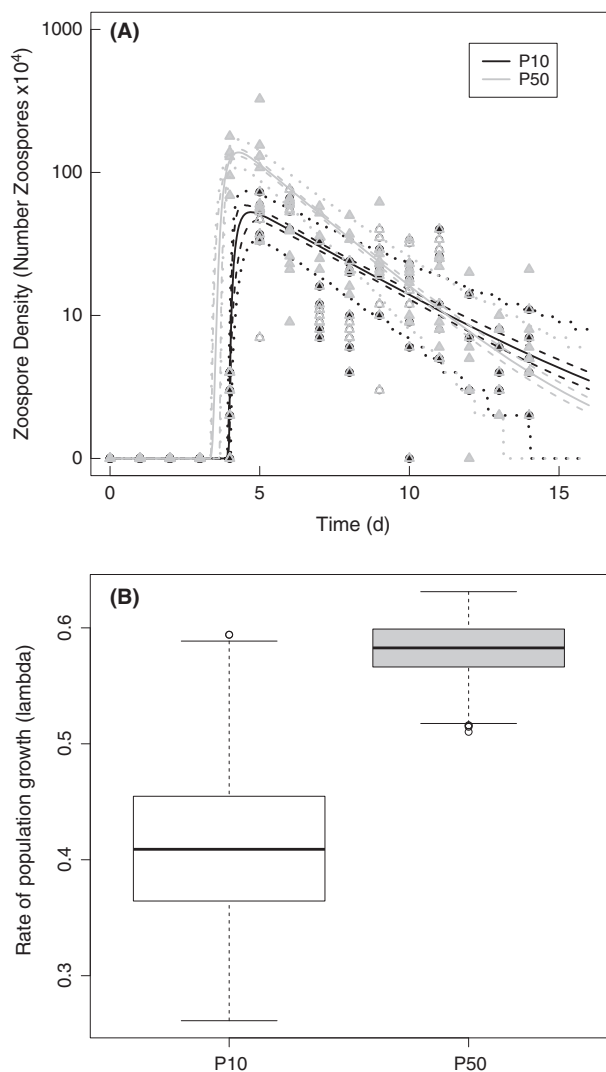 (A)
1000
100
10
0
Zoospore Density (Number Zoospores x10⁴)
P10
P50
0
5
10
15
Time (d)
(B)
0.6
0.5
0.4
0.3
Rate of population growth (lambda)
P10
P50